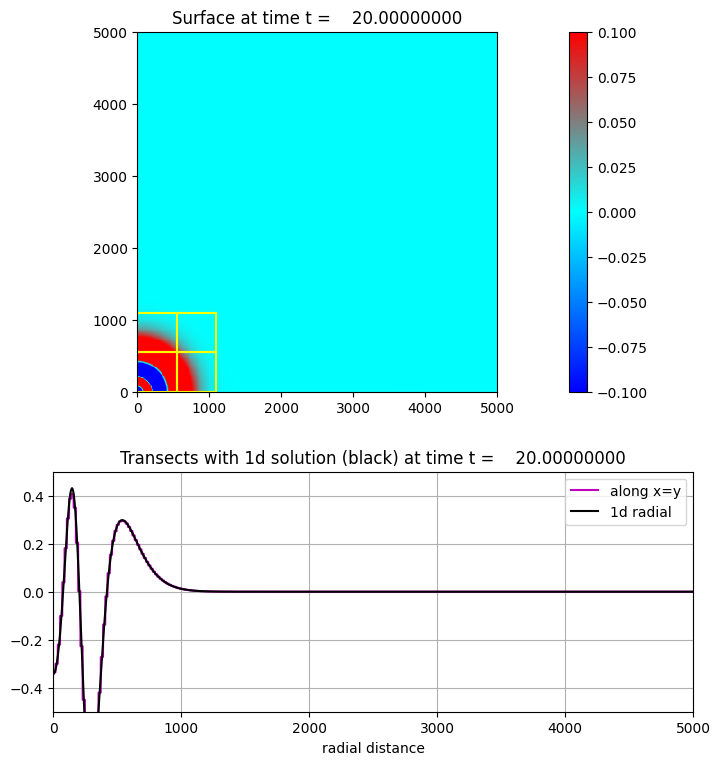 Surface at time t =    20.00000000
5000
4000
3000
2000
1000
0
0 1000 2000 3000 4000 5000
0.100
0.075
0.050
0.025
0.000
−0.025
−0.050
−0.075
−0.100
Transects with 1d solution (black) at time t =    20.00000000
0.4
0.2
0.0
−0.2
−0.4
along x=y
1d radial
0 1000 2000 3000 4000 5000
radial distance